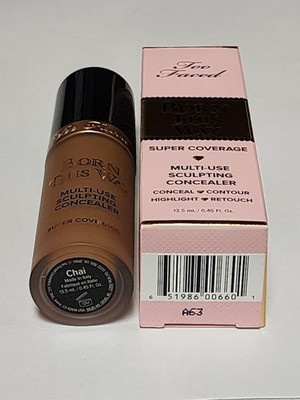 BORN
THIS WAY
MULTI-USE
SCULPTING
CONCEALER
SUPER COVERAGE
Chai
Made in Italy
Fabriqué en Italie
13.5 mL / 0.45 Fl. Oz.
12M
Too
Faced
BORN
THIS WAY
SUPER COVERAGE
MULTI-USE
SCULPTING
CONCEALER
CONCEAL ♥ CONTOUR
HIGHLIGHT ♥ RETOUCH
13.5 mL / 0.45 Fl. Oz.
6 51986 00660 1
A63